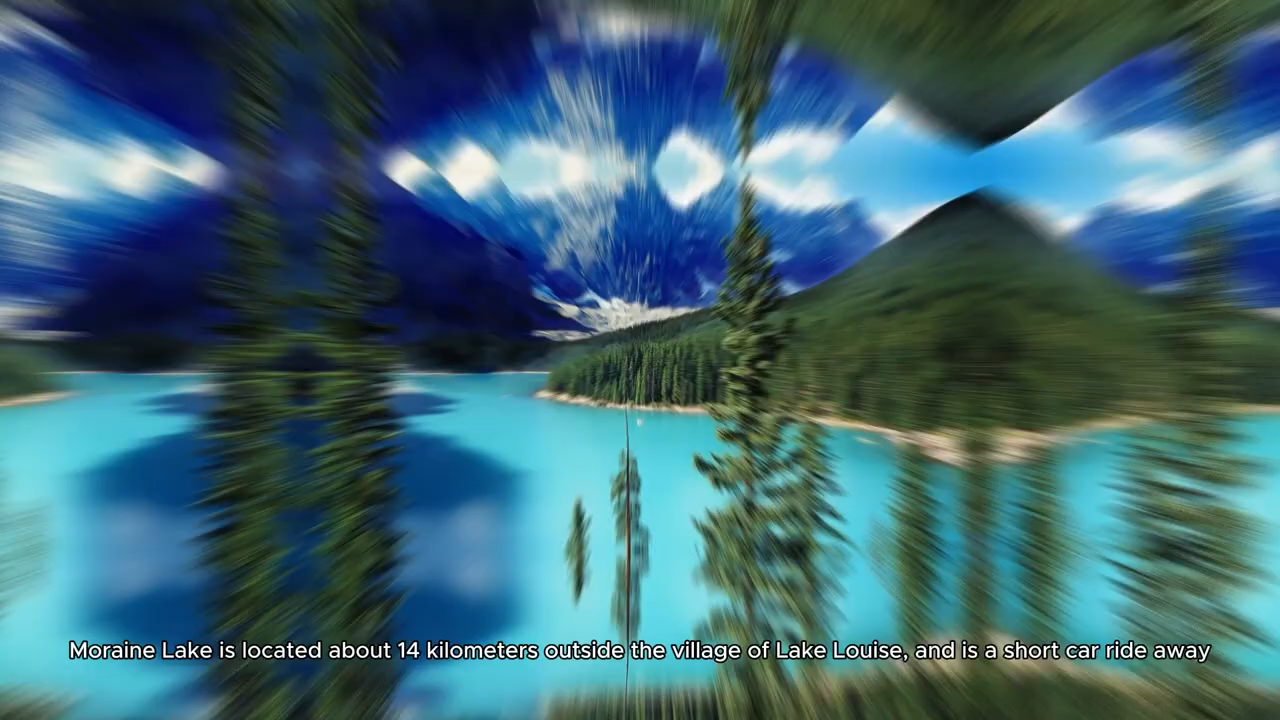 Moraine Lake is located about 14 kilometers outside the village of Lake Louise, and is a short car ride away